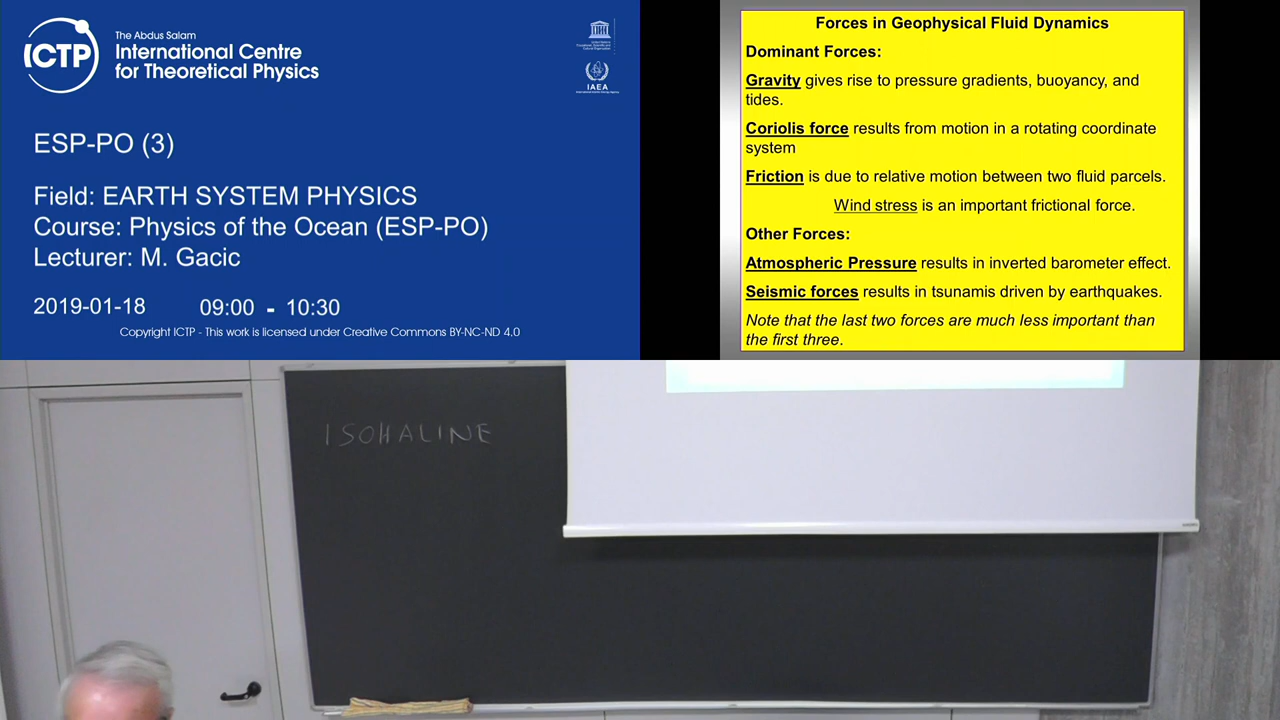 ICTP
The Abdus Salam
International Centre
for Theoretical Physics
IAEA
ESP-PO (3)
Field: EARTH SYSTEM PHYSICS
Course: Physics of the Ocean (ESP-PO)
Lecturer: M. Gacic
2019-01-18 09:00 - 10:30
Copyright ICTP - This work is licensed under Creative Commons BY-NC-ND 4.0
Forces in Geophysical Fluid Dynamics
Dominant Forces:
Gravity gives rise to pressure gradients, buoyancy, and
tides.
Coriolis force results from motion in a rotating coordinate
system
Friction is due to relative motion between two fluid parcels.
Wind stress is an important frictional force.
Other Forces:
Atmospheric Pressure results in inverted barometer effect.
Seismic forces results in tsunamis driven by earthquakes.
Note that the last two forces are much less important than
the first three.
ISOHALINE